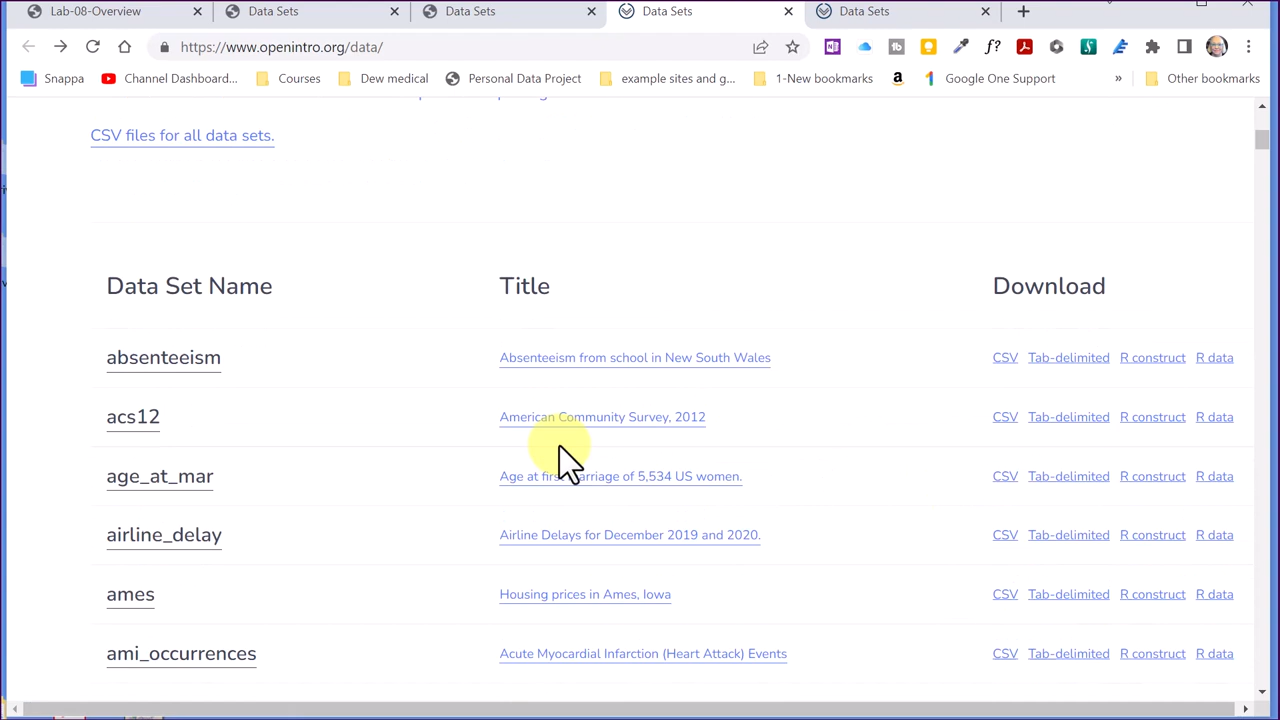 Lab-08-Overview
Data Sets
Data Sets
Data Sets
Data Sets
https://www.openintro.org/data/
Snappa
Channel Dashboard...
Courses
Dew medical
Personal Data Project
example sites and g...
1-New bookmarks
Google One Support
»
Other bookmarks
CSV files for all data sets.
Data Set Name Title Download
absenteeism Absenteeism from school in New South Wales CSV Tab-delimited R construct R data
acs12 American Community Survey, 2012 CSV Tab-delimited R construct R data
age_at_mar Age at first marriage of 5,534 US women. CSV Tab-delimited R construct R data
airline_delay Airline Delays for December 2019 and 2020. CSV Tab-delimited R construct R data
ames Housing prices in Ames, Iowa CSV Tab-delimited R construct R data
ami_occurrences Acute Myocardial Infarction (Heart Attack) Events CSV Tab-delimited R construct R data